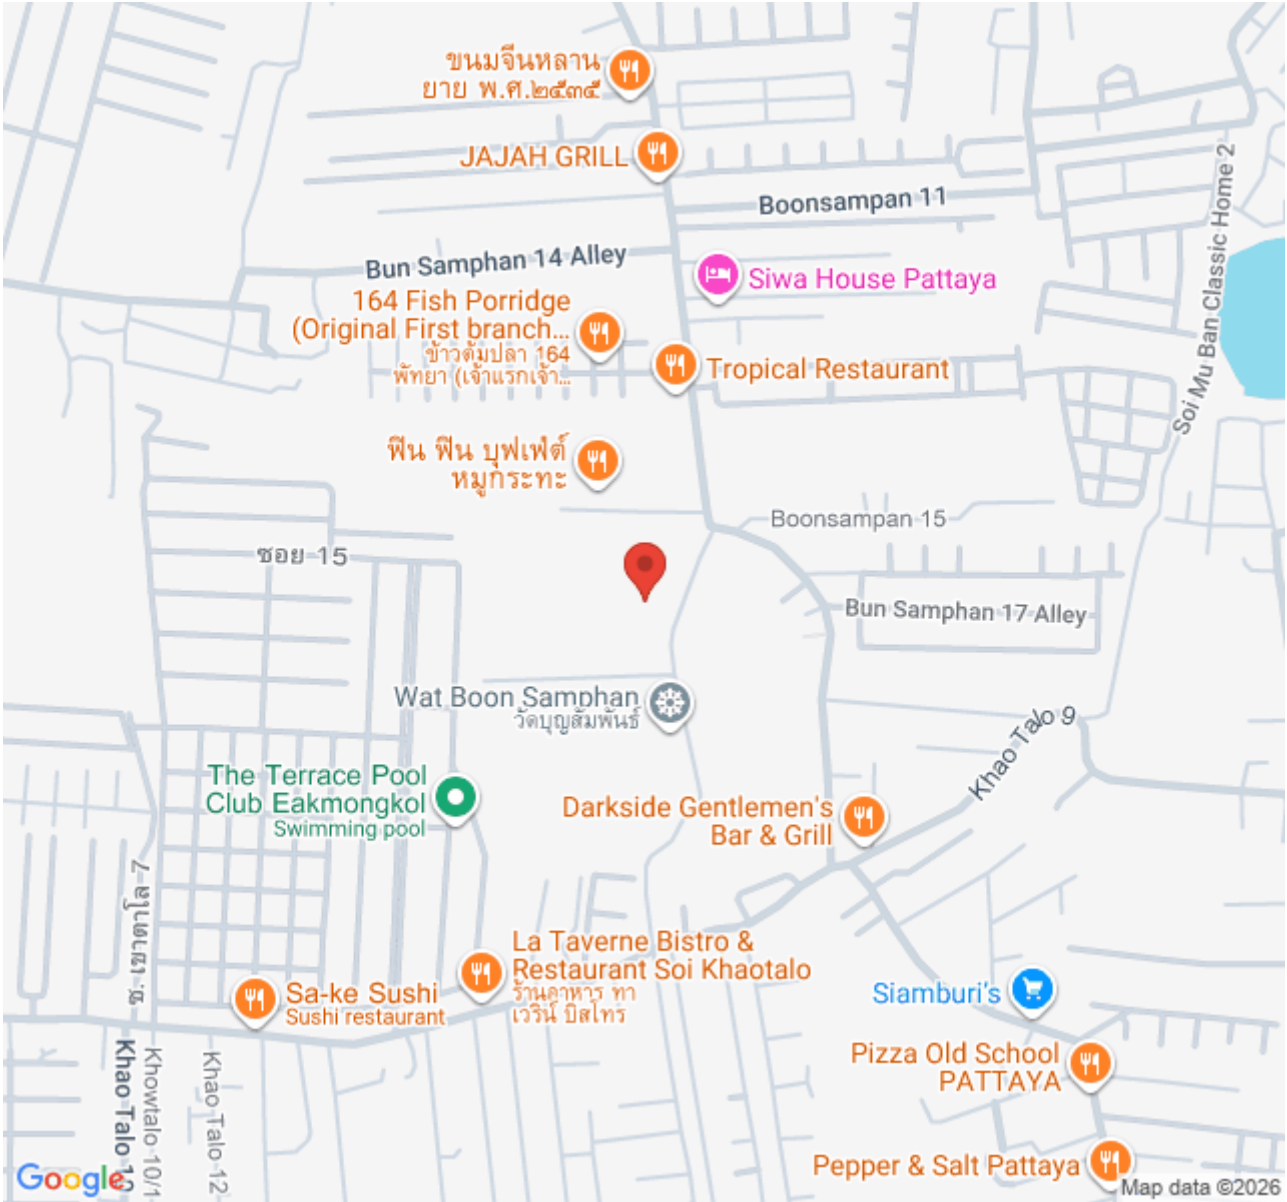 ขนมจีนหลาน
ยาย พ.ศ.๒๕๓๕
JAJAH GRILL
Boonsampan 11
Bun Samphan 14 Alley
Siwa House Pattaya
164 Fish Porridge
(Original First branch...
ข้าวต้มปลา 164
พัทยา (เจ้าแรกเจ้า...
Tropical Restaurant
Soi Mu Ban Classic Home 2
ฟิน ฟิน บุฟเฟ่ต์
หมูกระทะ
Boonsampan 15
ซอย 15
Bun Samphan 17 Alley
Wat Boon Samphan
วัดบุญสัมพันธ์
Khao Talo 9
The Terrace Pool
Club Eakmongkol
Swimming pool
Darkside Gentlemen's
Bar & Grill
ซ. เขาตาโล 7
La Taverne Bistro &
Restaurant Soi Khaotalo
ร้านอาหาร ทา
เวริน์ บิสโทร
Sa-ke Sushi
Sushi restaurant
Siamburi's
Pizza Old School
PATTAYA
Khao Talo 10
Khowtalo 10/1
Khao Talo 12
Pepper & Salt Pattaya
Google
Map data ©2026